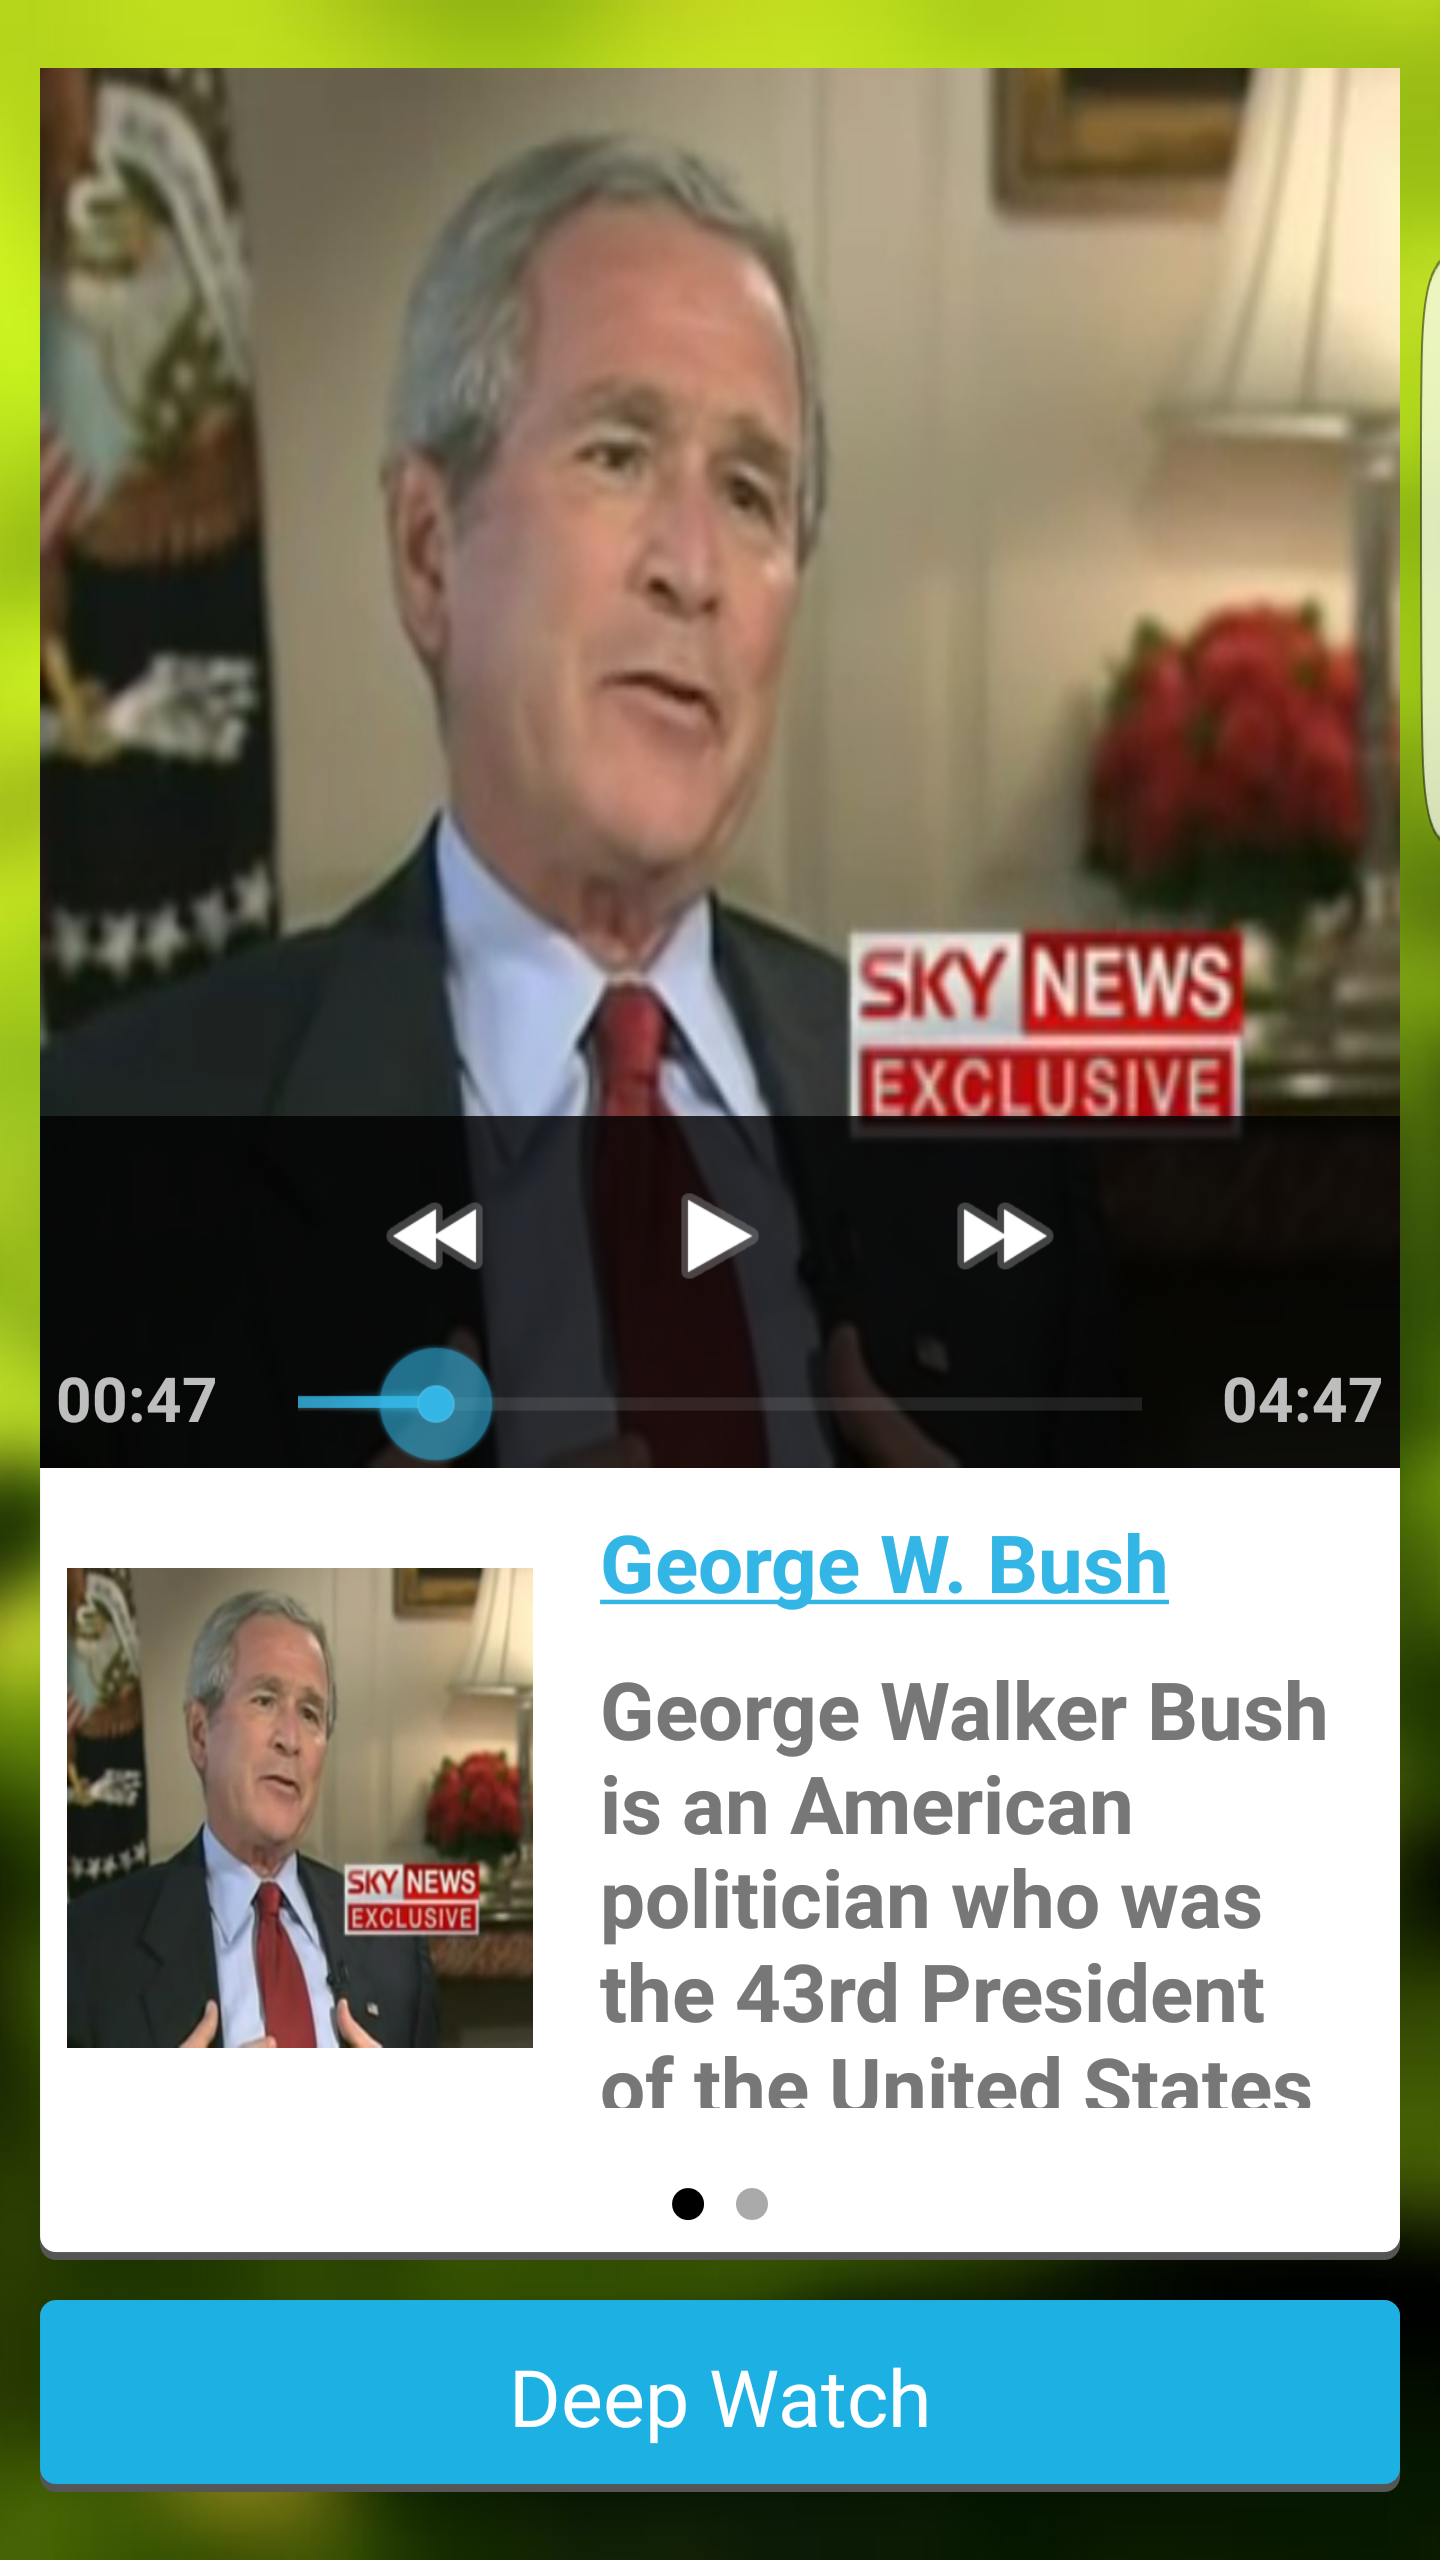 SKY NEWS
EXCLUSIVE
00:47
04:47
George W. Bush
George Walker Bush
is an American
politician who was
the 43rd President
of the United States
SKY NEWS
EXCLUSIVE
Deep Watch